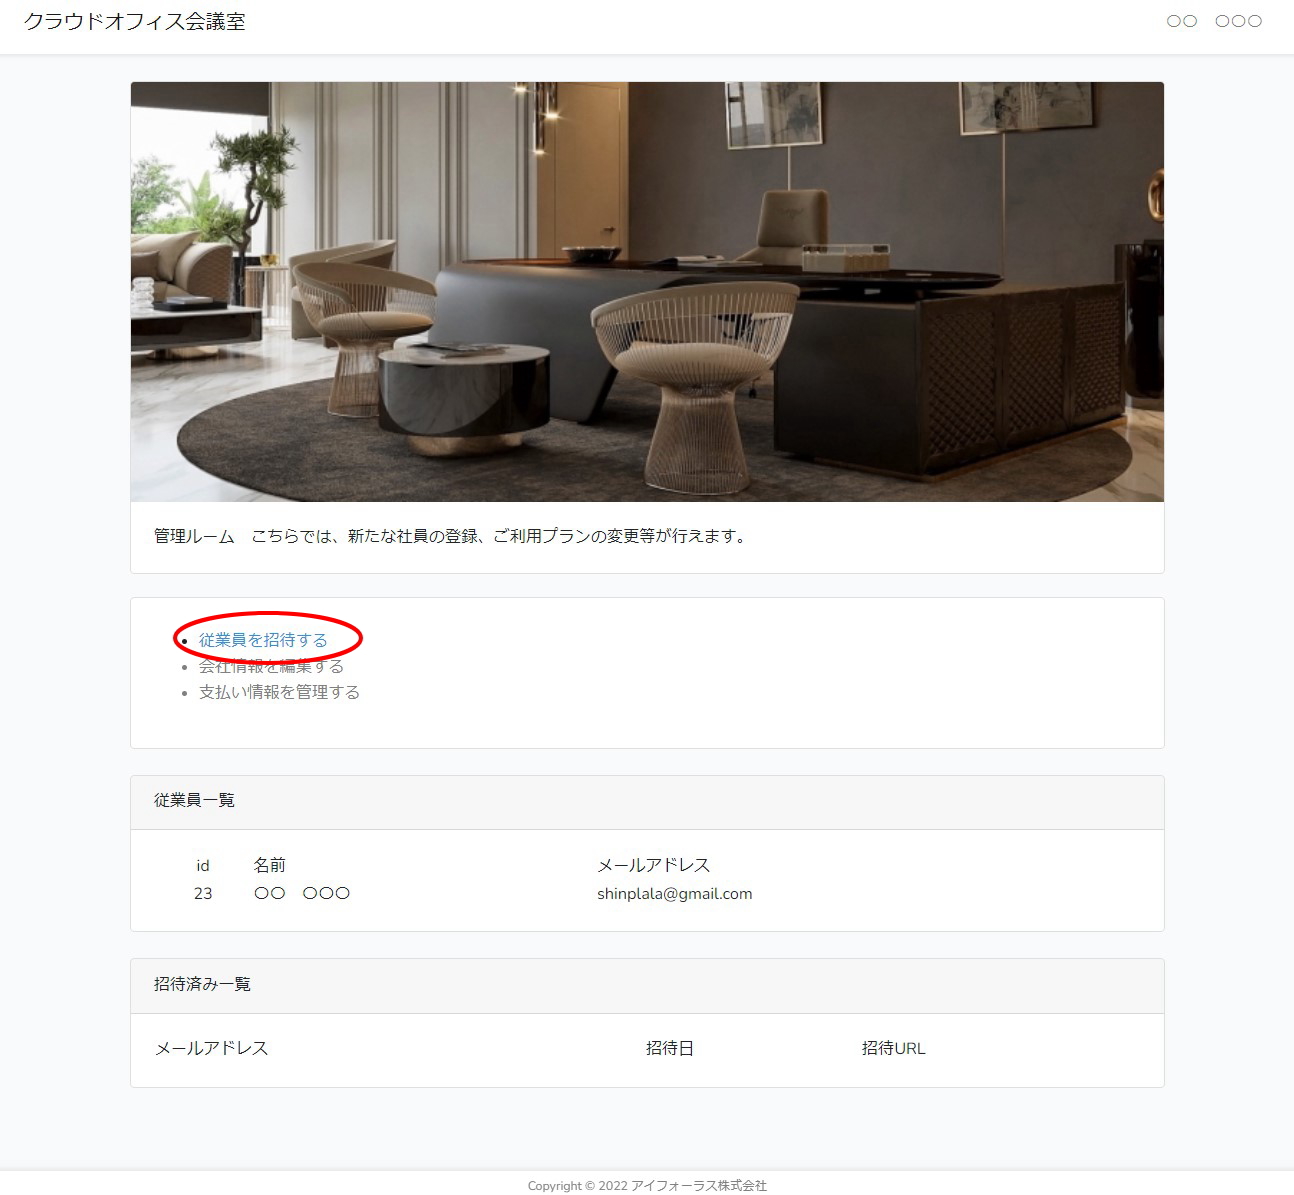 クラウドオフィス会議室
〇〇　〇〇〇
管理ルーム　こちらでは、新たな社員の登録、ご利用プランの変更等が行えます。
従業員を招待する
会社情報を編集する
支払い情報を管理する
従業員一覧
id 名前 メールアドレス
23 〇〇　〇〇〇 shinplala@gmail.com
招待済み一覧
メールアドレス 招待日 招待URL
Copyright © 2022 アイフォーラス株式会社